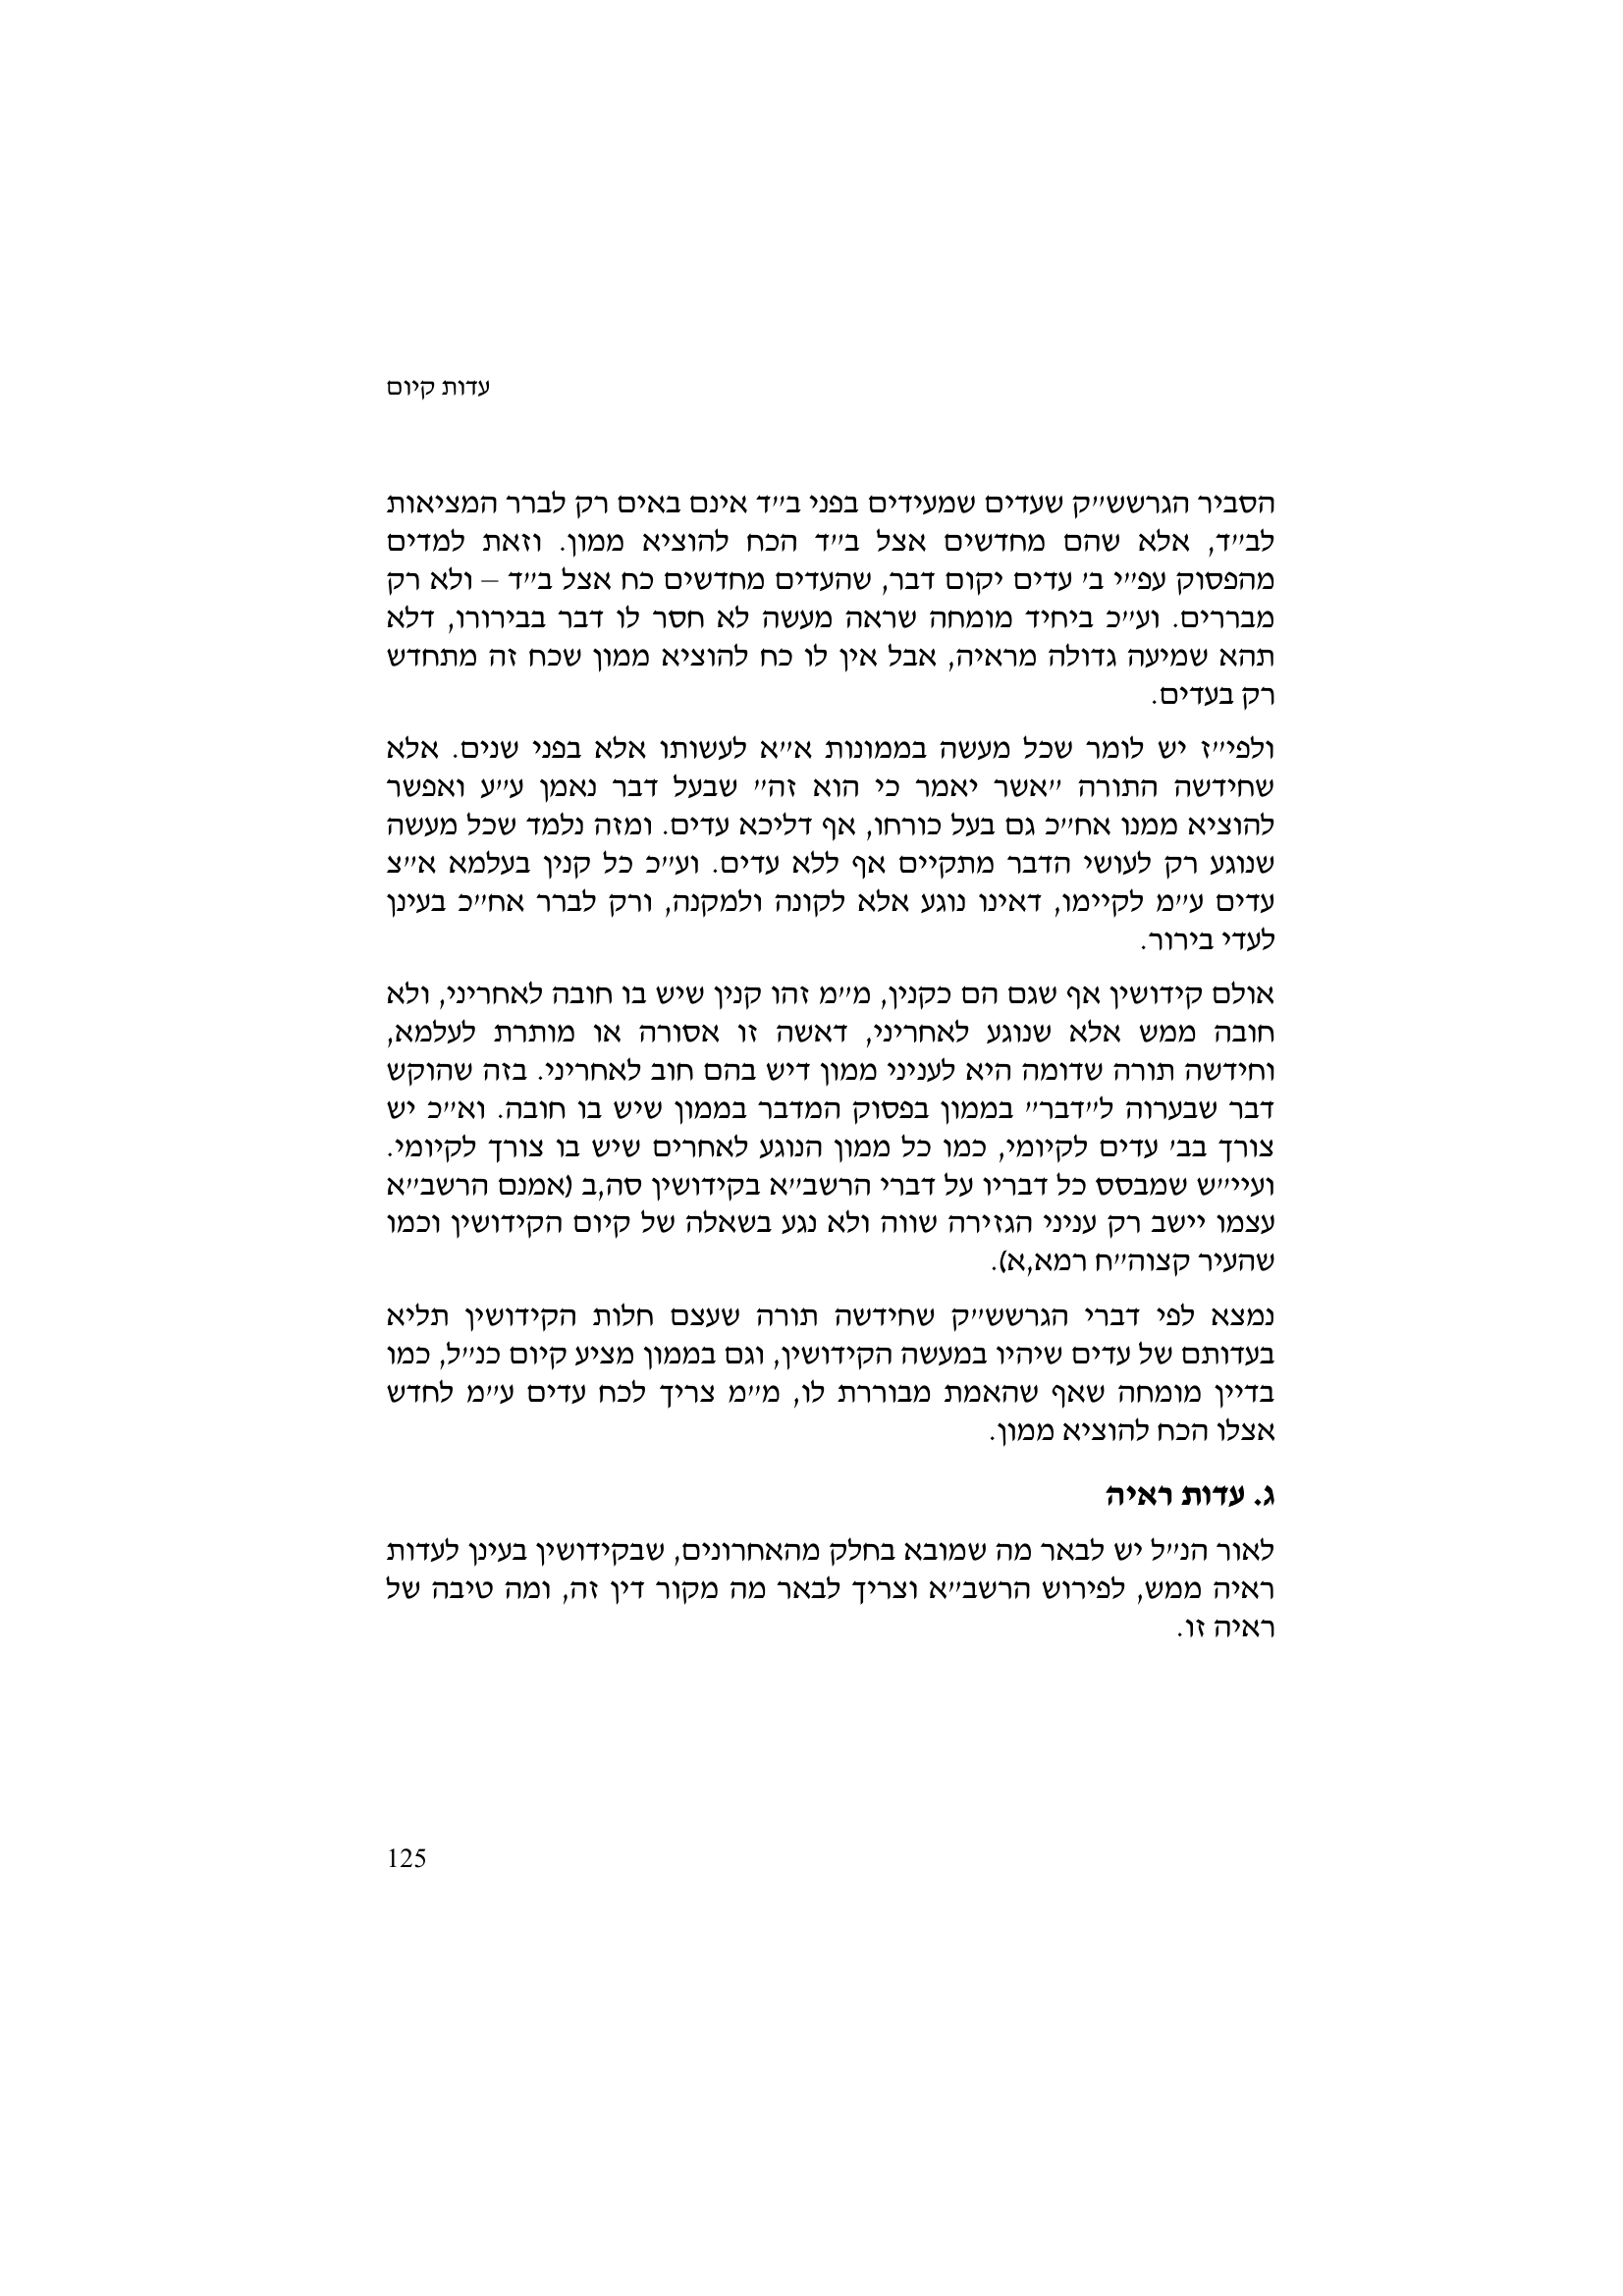 עדות קיום
הסביר הגרשש״ק שעדים שמעידים בפני ב״ד אינם באים רק לברר המציאות
לב״ד, אלא שהם מחדשים אצל ב״ד הכח להוציא ממון. וזאת למדים
מהפסוק עפ״י ב׳ עדים יקום דבר, שהעדים מחדשים כח אצל ב״ד – ולא רק
מבררים. וע״כ ביחיד מומחה שראה מעשה לא חסר לו דבר בבירורו, דלא
תהא שמיעה גדולה מראיה, אבל אין לו כח להוציא ממון שכח זה מתחדש
רק בעדים.
ולפי״ז יש לומר שכל מעשה בממונות א״א לעשותו אלא בפני שנים. אלא
שחידשה התורה ״אשר יאמר כי הוא זה״ שבעל דבר נאמן ע״ע ואפשר
להוציא ממנו אח״כ גם בעל כורחו, אף דליכא עדים. ומזה נלמד שכל מעשה
שנוגע רק לעושי הדבר מתקיים אף ללא עדים. וע״כ כל קנין בעלמא א״צ
עדים ע״מ לקיימו, דאינו נוגע אלא לקונה ולמקנה, ורק לברר אח״כ בעינן
לעדי בירור.
אולם קידושין אף שגם הם כקנין, מ״מ זהו קנין שיש בו חובה לאחריני, ולא
חובה ממש אלא שנוגע לאחריני, דאשה זו אסורה או מותרת לעלמא,
וחידשה תורה שדומה היא לעניני ממון דיש בהם חוב לאחריני. בזה שהוקש
דבר שבערוה ל״דבר״ בממון בפסוק המדבר בממון שיש בו חובה. וא״כ יש
צורך בב׳ עדים לקיומי, כמו כל ממון הנוגע לאחרים שיש בו צורך לקיומי.
ועיי״ש שמבסס כל דבריו על דברי הרשב״א בקידושין סה,ב (אמנם הרשב״א
עצמו יישב רק עניני הגזירה שווה ולא נגע בשאלה של קיום הקידושין וכמו
שהעיר קצוה״ח רמא,א).
נמצא לפי דברי הגרשש״ק שחידשה תורה שעצם חלות הקידושין תליא
בעדותם של עדים שיהיו במעשה הקידושין, וגם בממון מציע קיום כנ״ל, כמו
בדיין מומחה שאף שהאמת מבוררת לו, מ״מ צריך לכח עדים ע״מ לחדש
אצלו הכח להוציא ממון.
ג. עדות ראיה
לאור הנ״ל יש לבאר מה שמובא בחלק מהאחרונים, שבקידושין בעינן לעדות
ראיה ממש, לפירוש הרשב״א וצריך לבאר מה מקור דין זה, ומה טיבה של
ראיה זו.
125